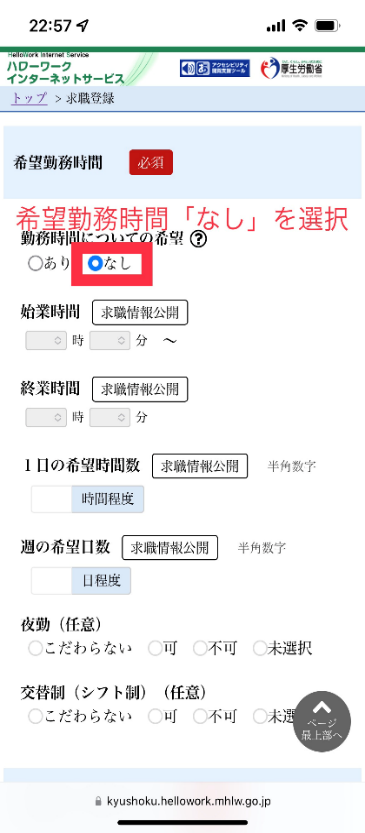 22:57
HelloWork Internet Service
ハローワーク
インターネットサービス
アクセシビリティ
閲覧支援ツール
厚生労働省
トップ > 求職登録
希望勤務時間 必須
希望勤務時間「なし」を選択
勤務時間についての希望 ?
あり なし
始業時間 求職情報公開
時 分 ～
終業時間 求職情報公開
時 分
1日の希望時間数 求職情報公開 半角数字
時間程度
週の希望日数 求職情報公開 半角数字
日程度
夜勤（任意）
こだわらない 可 不可 未選択
交替制（シフト制）（任意）
こだわらない 可 不可 未選
ページ
最上部へ
kyushoku.hellowork.mhlw.go.jp